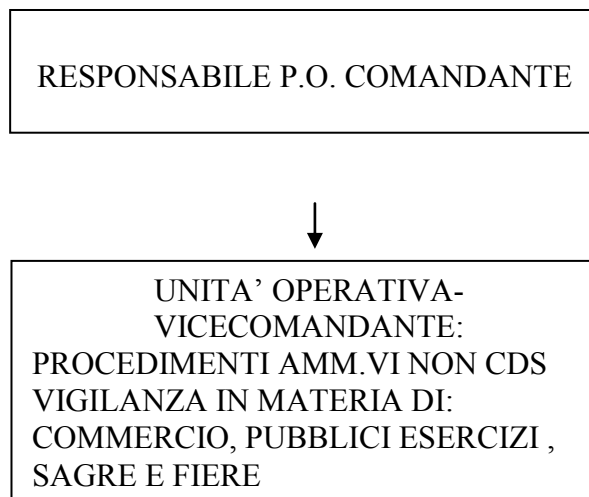 RESPONSABILE P.O. COMANDANTE
UNITA’ OPERATIVA-
VICECOMANDANTE:
PROCEDIMENTI AMM.VI NON CDS
VIGILANZA IN MATERIA DI:
COMMERCIO, PUBBLICI ESERCIZI ,
SAGRE E FIERE